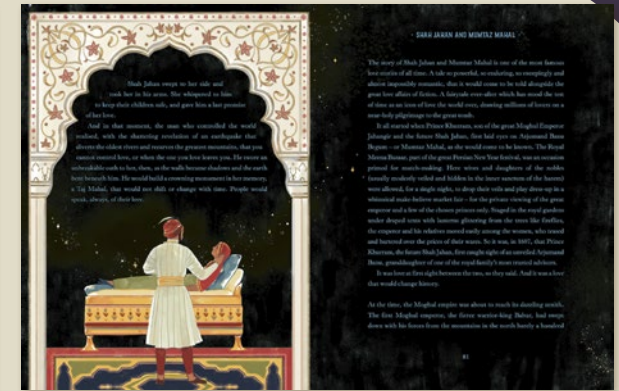 Shah Jahan swept to her side and
took her in his arms. She whispered to him
to keep their children safe, and gave him a last promise
of her love.
And in that moment, the man who controlled the world
realised, with the shattering revelation of an earthquake that
diverts the oldest rivers and resurrects the greatest mountains, that you
cannot control love, or when the one you love leaves you. He swore an
unbreakable oath to her, then, as the walls became shadows and the earth
bent beneath him. He would build a crowning monument in her memory,
a Taj Mahal, that would not shift or change with time. People would
speak, always, of their love.
SHAH JAHAN AND MUMTAZ MAHAL
The story of Shah Jahan and Mumtaz Mahal is one of the most famous
love stories of all time. A tale so powerful, so enduring, so sweepingly and
almost impossibly romantic, that it would come to be told alongside the
great love affairs of fiction. A fairytale ever-after which has stood the test
of time as an icon of love the world over, drawing millions of lovers on a
near-holy pilgrimage to the great tomb.
It all started when Prince Khurram, son of the great Moghul Emperor
Jahangir and the future Shah Jahan, first laid eyes on Arjumand Banu
Begum – or Mumtaz Mahal, as she would come to be known. The Royal
Meena Bazaar, part of the great Persian New Year festival, was an occasion
primed for match-making. Here wives and daughters of the nobles
(usually modestly veiled and hidden in the inner sanctum of the harem)
were allowed, for a single night, to drop their veils and play dress-up in a
whimsical make-believe market fair – for the private viewing of the great
emperor and a few of the chosen princes only. Staged in the royal gardens
under draped tents with lanterns glittering from the trees like fireflies,
the emperor and his relatives moved easily among the women, who teased
and bartered over the prices of their wares. So it was, in 1607, that Prince
Khurram, the future Shah Jahan, first caught sight of an unveiled Arjumand
Banu, granddaughter of one of the royal family's most trusted advisors.
It was love at first sight between the two, so they said. And it was a love
that would change history.
At the time, the Moghul empire was about to reach its dazzling zenith.
The first Moghul emperor, the fierce warrior-king Babur, had swept
down with his forces from the mountains in the north barely a hundred